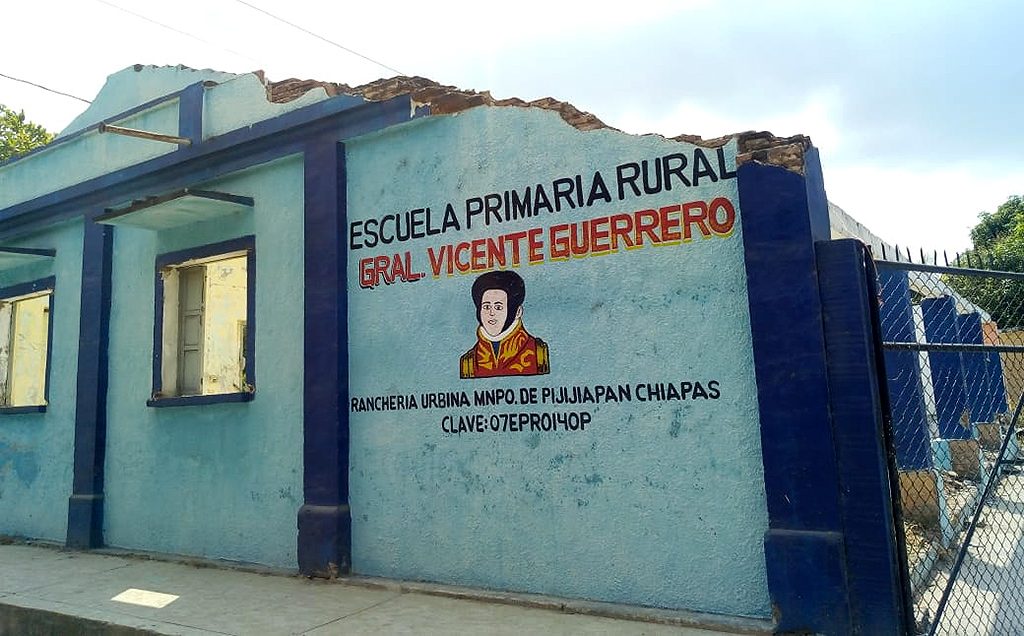 ESCUELA PRIMARIA RURAL
GRAL. VICENTE GUERRERO
RANCHERIA URBINA MNPO. DE PIJIJIAPAN CHIAPAS
CLAVE: 07EPR0140P